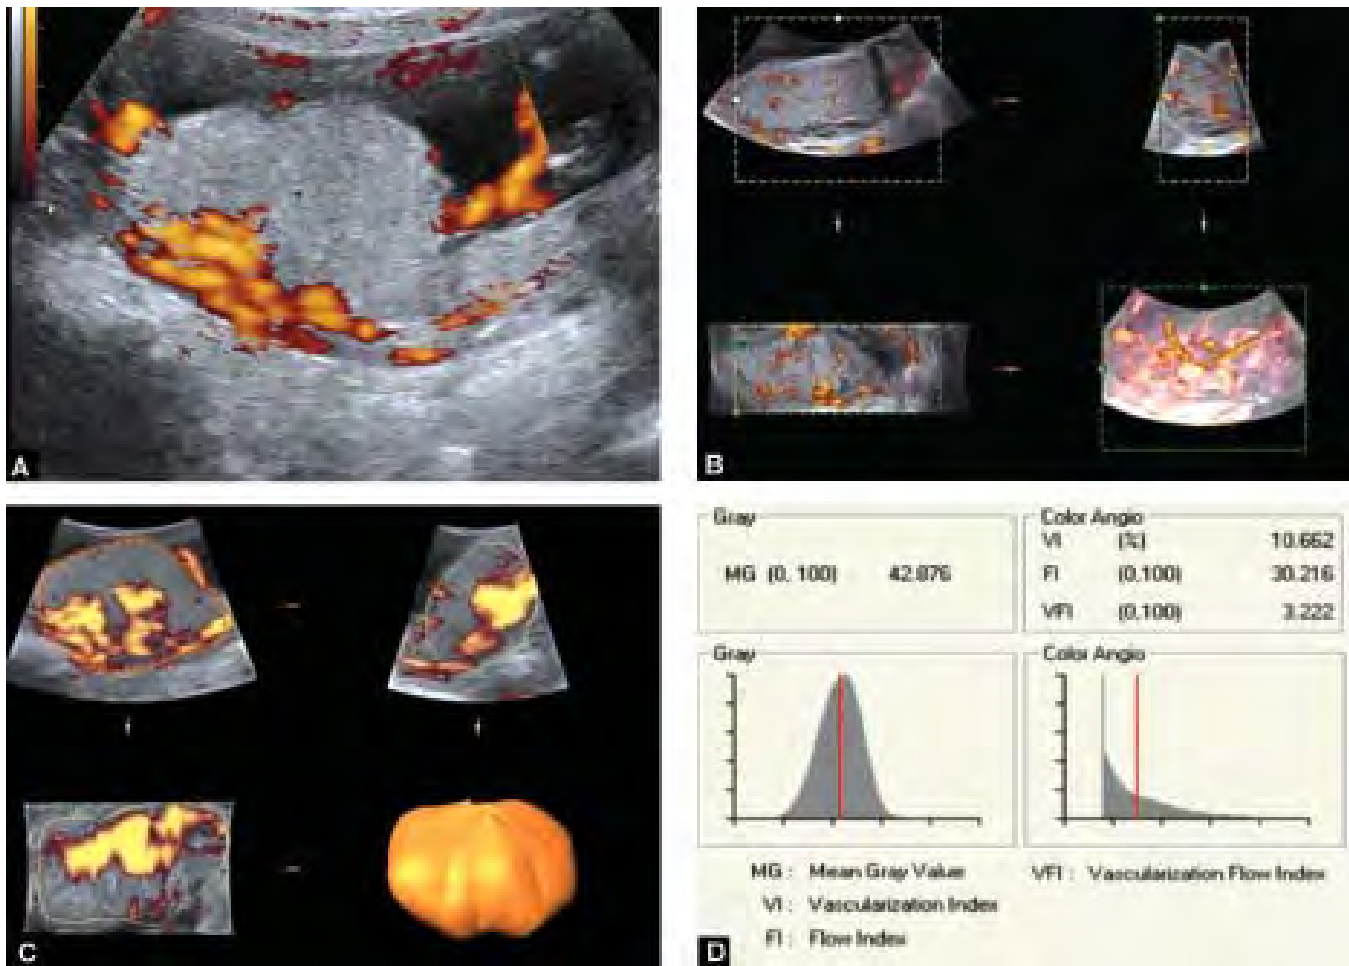 A
B
C
Gray
MG (0, 100) 42.876
Color Angio
VI (%) 10.662
FI (0,100) 30.216
VFI (0,100) 3.222
Gray
Color Angio
MG : Mean Gray Value
VFI : Vascularization Flow Index
VI : Vascularization Index
FI : Flow Index
D